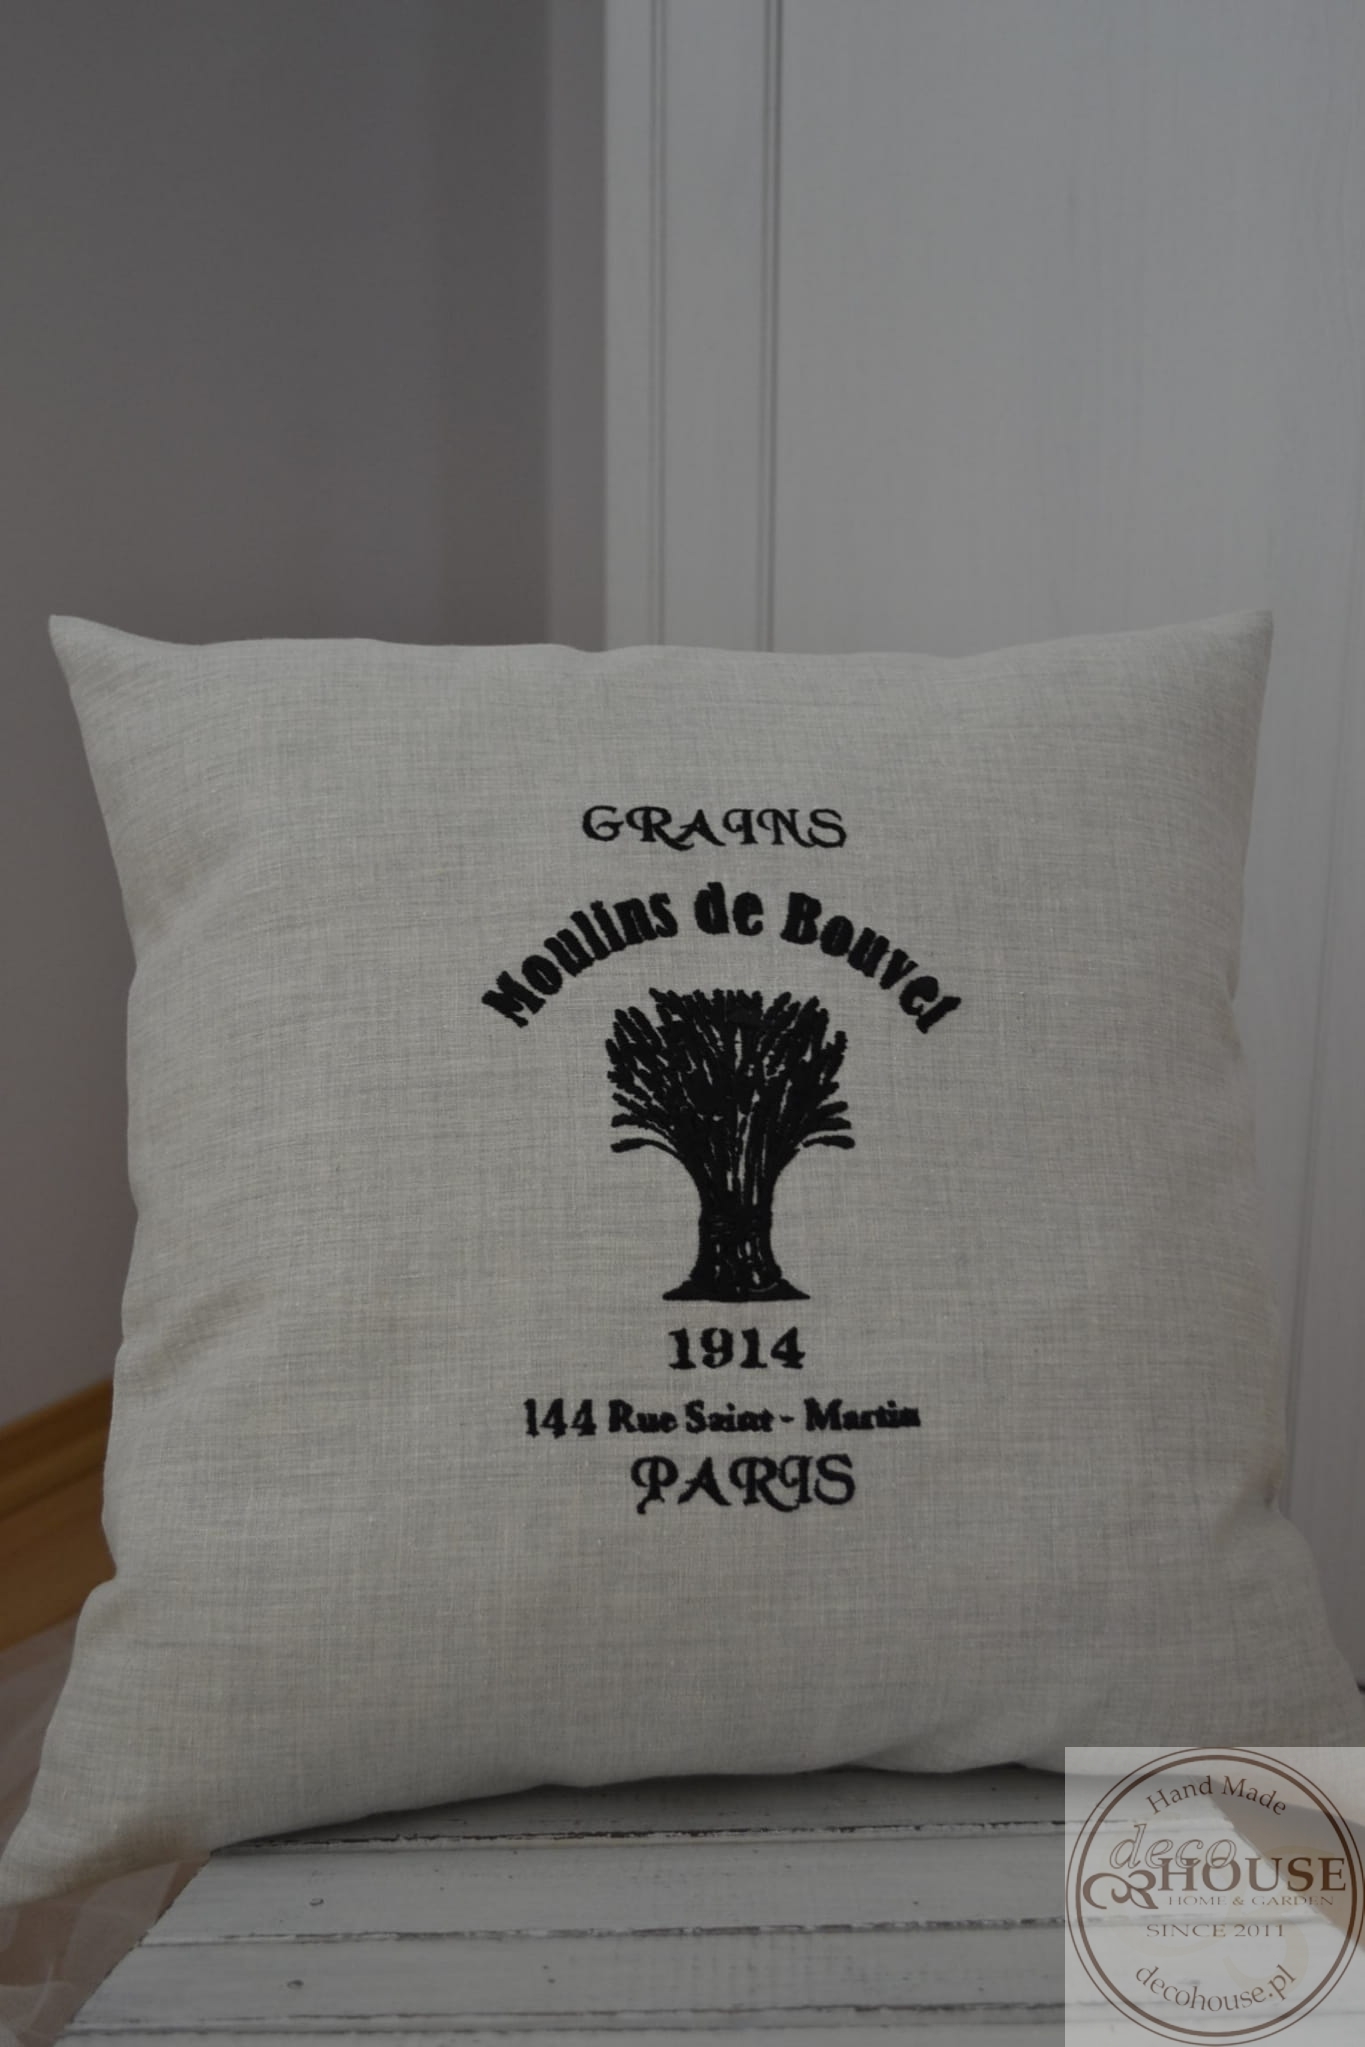 GRAINS
Moulins de Bouvet
1914
144 Rue Saint - Martin
PARIS
Hand Made
deco
HOUSE
HOME & GARDEN
SINCE 2011
decohouse.pl